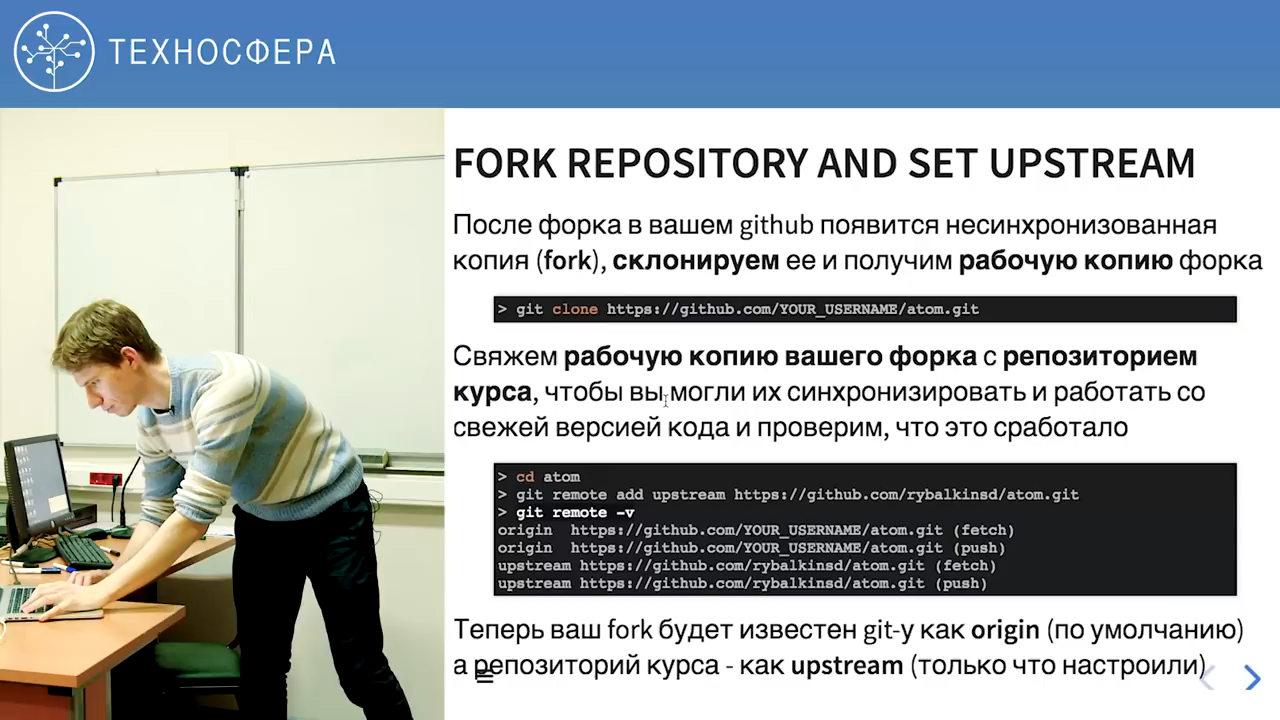 ТЕХНОСФЕРА
FORK REPOSITORY AND SET UPSTREAM
После форка в вашем github появится несинхронизованная
копия (fork), склонируем ее и получим рабочую копию форка
> git clone https://github.com/YOUR_USERNAME/atom.git
Свяжем рабочую копию вашего форка с репозиторием
курса, чтобы вы могли их синхронизировать и работать со
свежей версией кода и проверим, что это сработало
> cd atom
> git remote add upstream https://github.com/rybalkinsd/atom.git
> git remote -v
origin https://github.com/YOUR_USERNAME/atom.git (fetch)
origin https://github.com/YOUR_USERNAME/atom.git (push)
upstream https://github.com/rybalkinsd/atom.git (fetch)
upstream https://github.com/rybalkinsd/atom.git (push)
Теперь ваш fork будет известен git-у как origin (по умолчанию)
а репозиторий курса - как upstream (только что настроили)